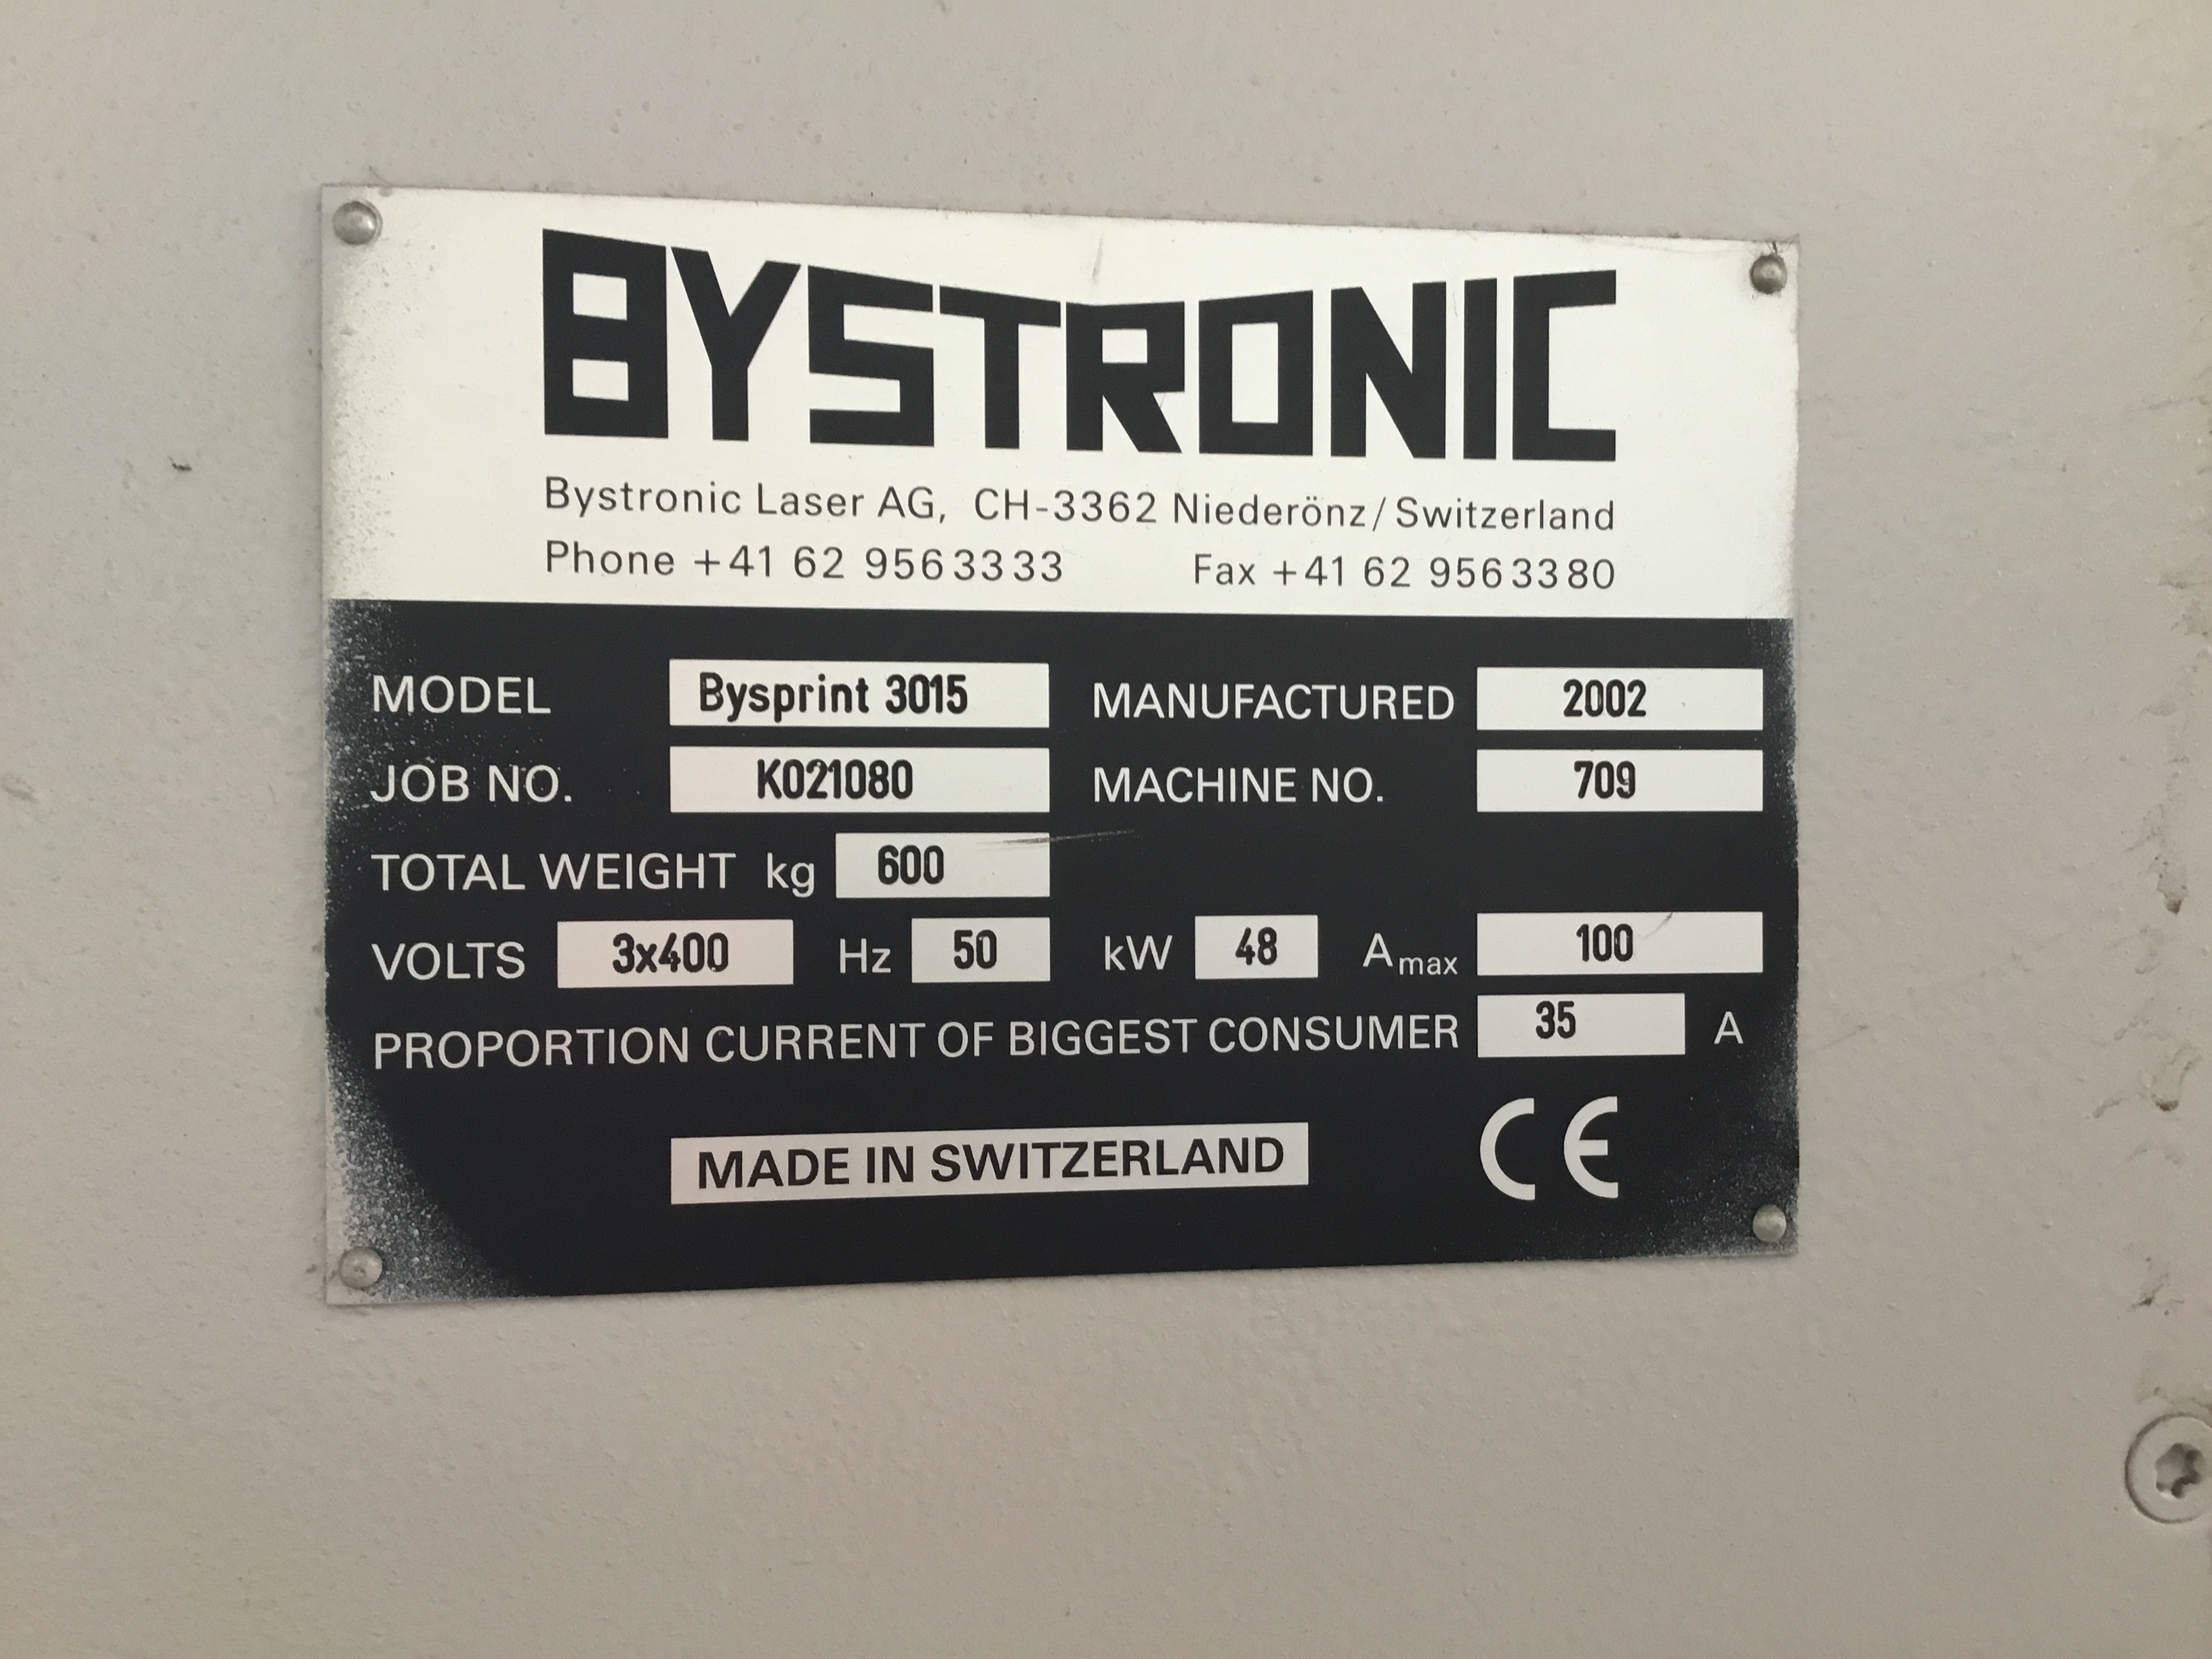 BYSTRONIC
Bystronic Laser AG, CH-3362 Niederönz/Switzerland
Phone +41 62 9563333 Fax +41 62 9563380
MODEL Bysprint 3015 MANUFACTURED 2002
JOB NO. K021080 MACHINE NO. 709
TOTAL WEIGHT kg 600
VOLTS 3x400 Hz 50 kW 48 Amax 100
PROPORTION CURRENT OF BIGGEST CONSUMER 35 A
MADE IN SWITZERLAND CE